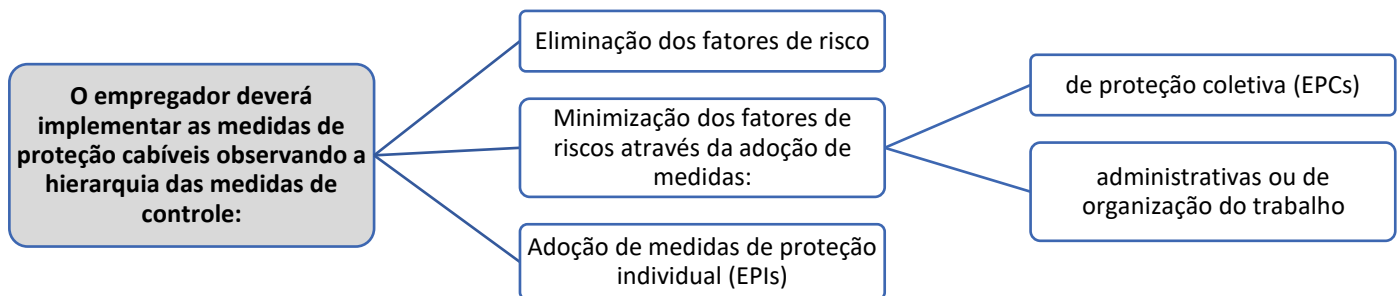 O empregador deverá
implementar as medidas de
proteção cabíveis observando a
hierarquia das medidas de
controle:
Eliminação dos fatores de risco
Minimização dos fatores de
riscos através da adoção de
medidas:
de proteção coletiva (EPCs)
administrativas ou de
organização do trabalho
Adoção de medidas de proteção
individual (EPIs)